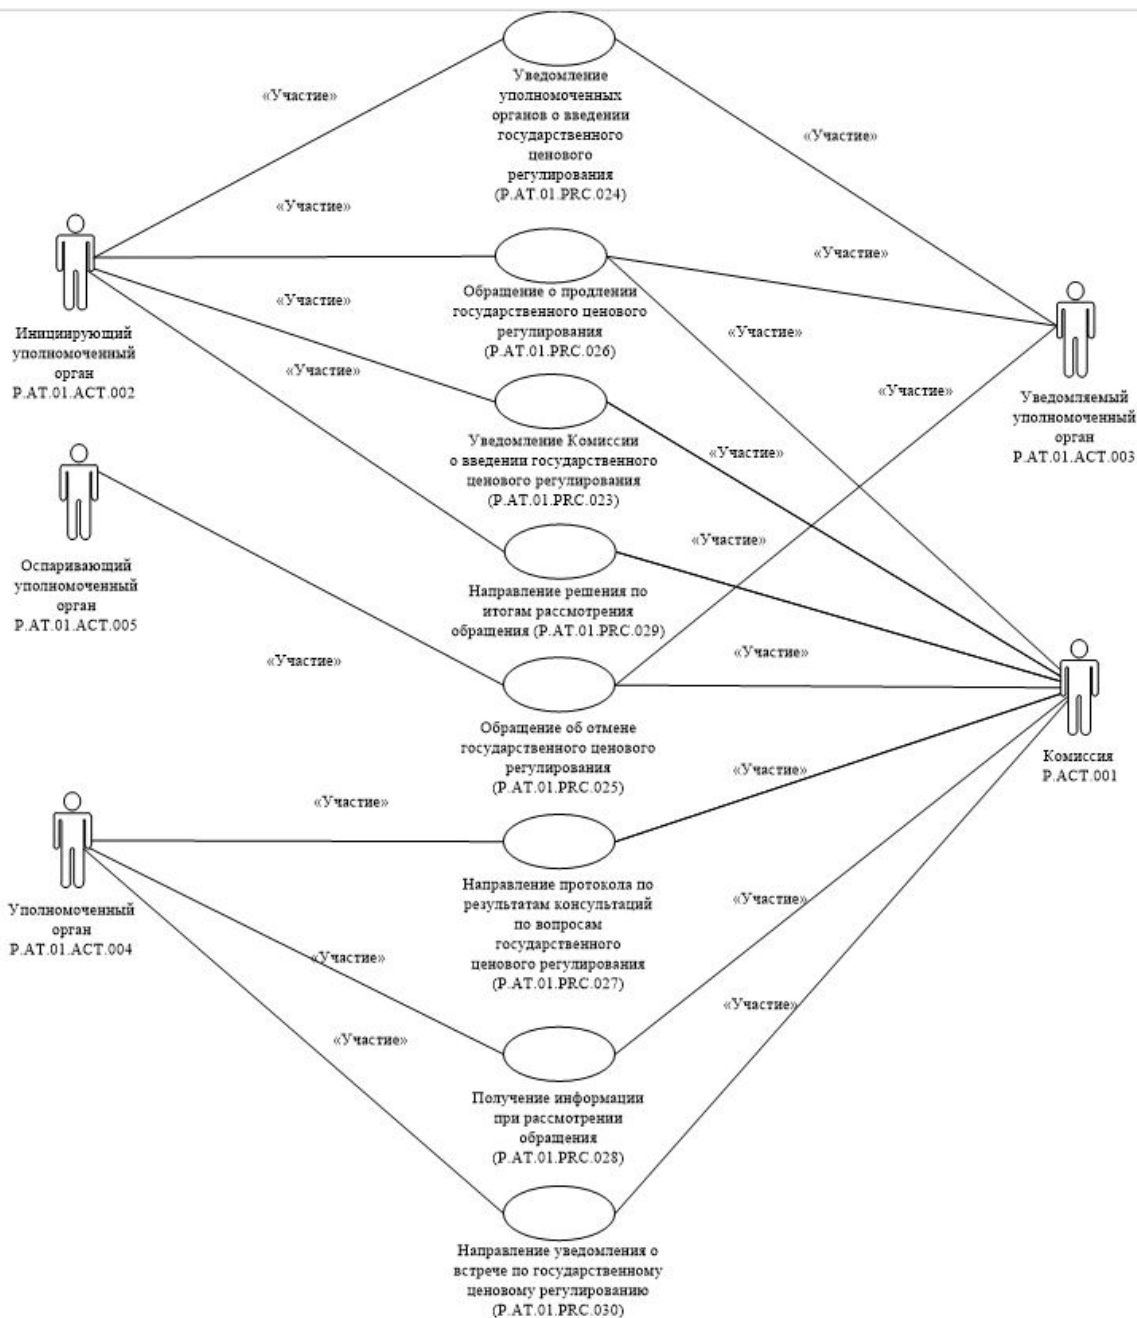 Уведомление
уполномоченных
органов о введении
государственного
ценового
регулирования
(P.AT.01.PRC.024)
«Участие»
«Участие»
«Участие»
«Участие»
Обращение о продлении
государственного ценового
регулирования
(P.AT.01.PRC.026)
«Участие»
«Участие»
Инициирующий
уполномоченный
орган
P.AT.01.ACT.002
«Участие»
«Участие»
Уведомляемый
уполномоченный
орган
P.AT.01.ACT.003
Уведомление Комиссии
о введении государственного
ценового регулирования
(P.AT.01.PRC.023)
«Участие»
«Участие»
Оспаривающий
уполномоченный
орган
P.AT.01.ACT.005
Направление решения по
итогам рассмотрения
обращения (P.AT.01.PRC.029)
«Участие»
«Участие»
Обращение об отмене
государственного ценового
регулирования
(P.AT.01.PRC.025)
Комиссия
P.ACT.001
«Участие»
«Участие»
Направление протокола по
результатам консультаций
по вопросам
государственного
ценового регулирования
(P.AT.01.PRC.027)
«Участие»
Уполномоченный
орган
P.AT.01.ACT.004
«Участие»
«Участие»
«Участие»
Получение информации
при рассмотрении
обращения
(P.AT.01.PRC.028)
Направление уведомления о
встрече по государственному
ценовому регулированию
(P.AT.01.PRC.030)